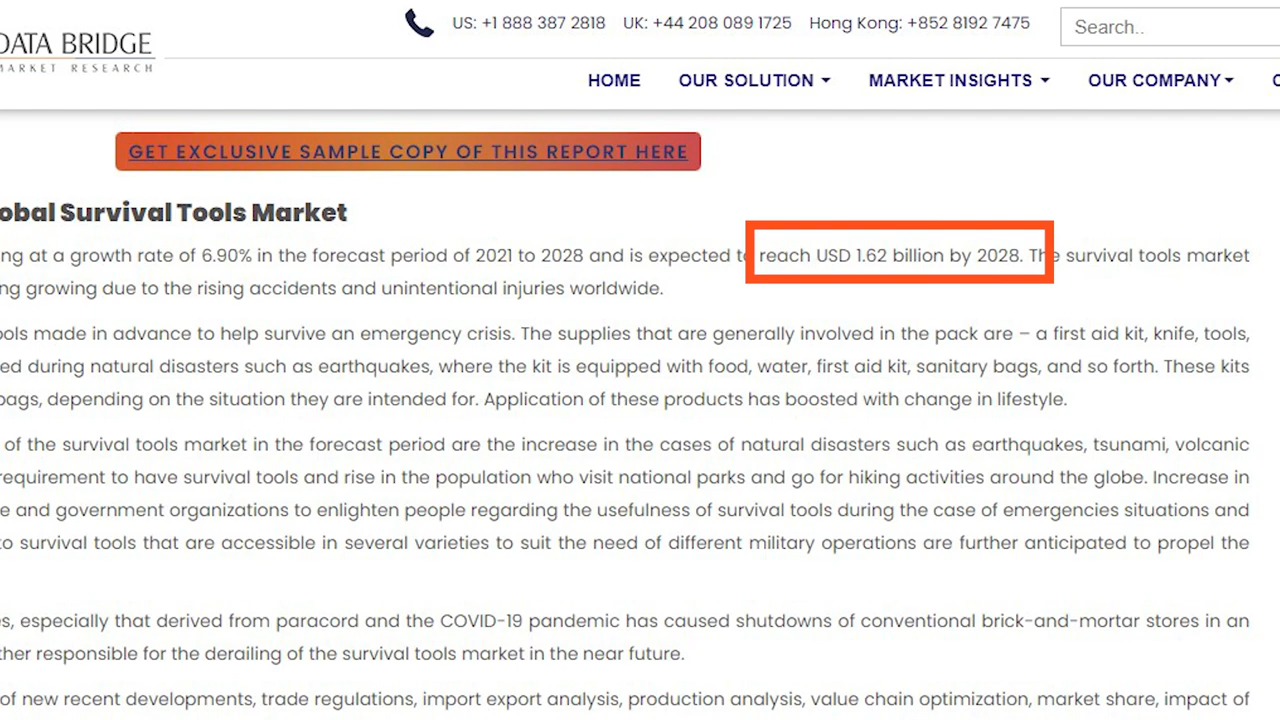 US: +1 888 387 2818 UK: +44 208 089 1725 Hong Kong: +852 8192 7475
Search..
DATA BRIDGE
MARKET RESEARCH
HOME OUR SOLUTION MARKET INSIGHTS OUR COMPANY
GET EXCLUSIVE SAMPLE COPY OF THIS REPORT HERE
obal Survival Tools Market
ng at a growth rate of 6.90% in the forecast period of 2021 to 2028 and is expected to reach USD 1.62 billion by 2028. The survival tools market
ng growing due to the rising accidents and unintentional injuries worldwide.
ools made in advance to help survive an emergency crisis. The supplies that are generally involved in the pack are – a first aid kit, knife, tools,
ed during natural disasters such as earthquakes, where the kit is equipped with food, water, first aid kit, sanitary bags, and so forth. These kits
bags, depending on the situation they are intended for. Application of these products has boosted with change in lifestyle.
of the survival tools market in the forecast period are the increase in the cases of natural disasters such as earthquakes, tsunami, volcanic
requirement to have survival tools and rise in the population who visit national parks and go for hiking activities around the globe. Increase in
e and government organizations to enlighten people regarding the usefulness of survival tools during the case of emergencies situations and
to survival tools that are accessible in several varieties to suit the need of different military operations are further anticipated to propel the
es, especially that derived from paracord and the COVID-19 pandemic has caused shutdowns of conventional brick-and-mortar stores in an
ther responsible for the derailing of the survival tools market in the near future.
of new recent developments, trade regulations, import export analysis, production analysis, value chain optimization, market share, impact of